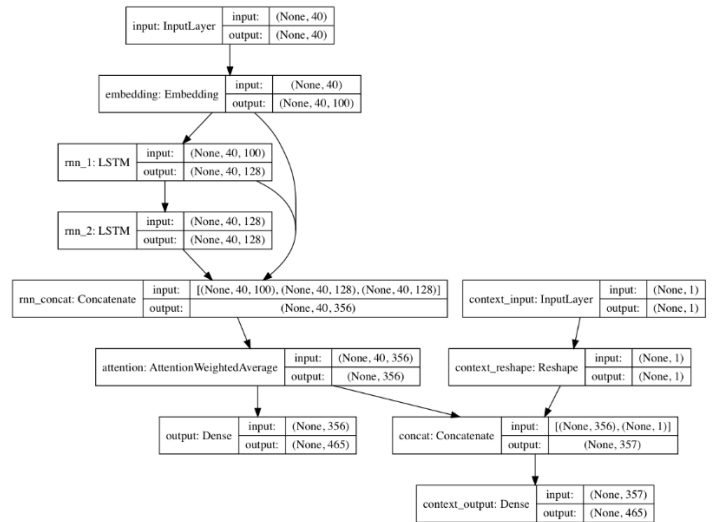 input: InputLayer
input: (None, 40)
output: (None, 40)
embedding: Embedding
input: (None, 40)
output: (None, 40, 100)
rnn_1: LSTM
input: (None, 40, 100)
output: (None, 40, 128)
rnn_2: LSTM
input: (None, 40, 128)
output: (None, 40, 128)
rnn_concat: Concatenate
input: [(None, 40, 100), (None, 40, 128), (None, 40, 128)]
output: (None, 40, 356)
context_input: InputLayer
input: (None, 1)
output: (None, 1)
attention: AttentionWeightedAverage
input: (None, 40, 356)
output: (None, 356)
context_reshape: Reshape
input: (None, 1)
output: (None, 1)
output: Dense
input: (None, 356)
output: (None, 465)
concat: Concatenate
input: [(None, 356), (None, 1)]
output: (None, 357)
context_output: Dense
input: (None, 357)
output: (None, 465)